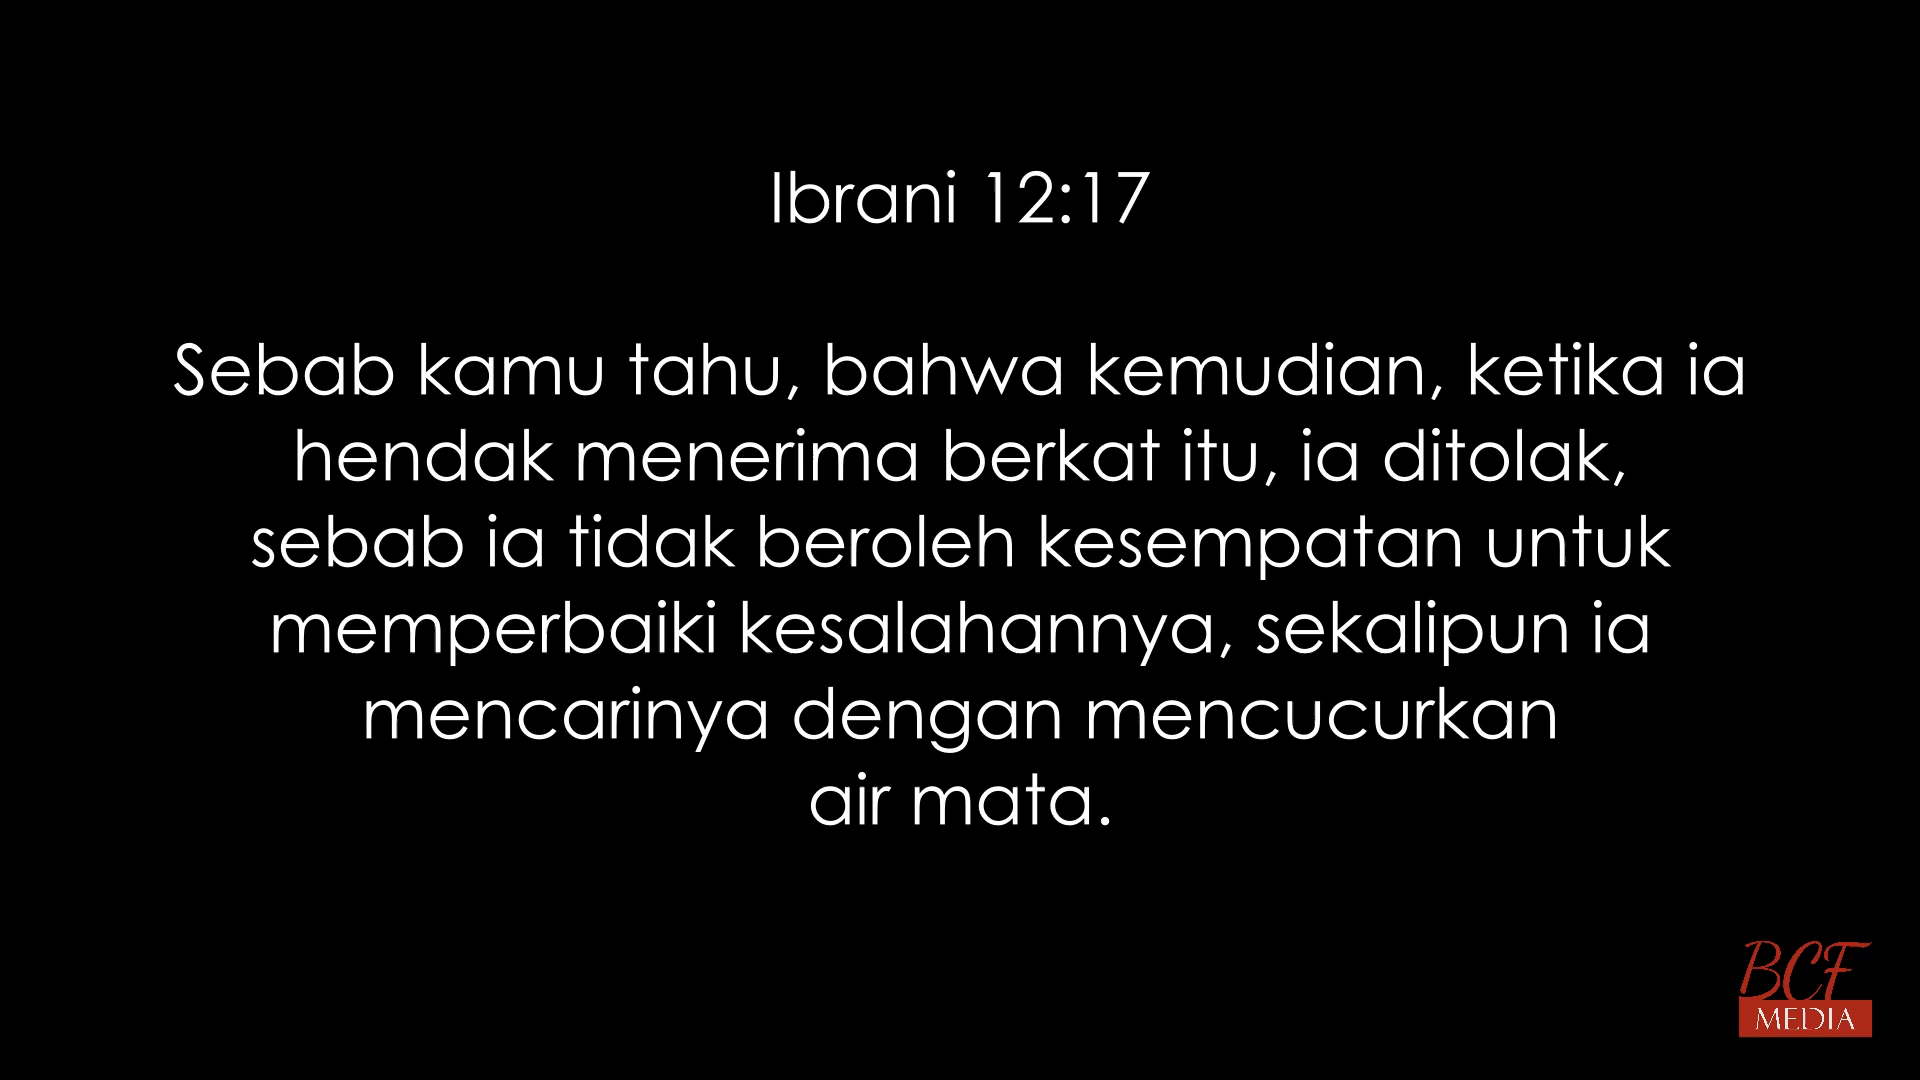 Ibrani 12:17
Sebab kamu tahu, bahwa kemudian, ketika ia
hendak menerima berkat itu, ia ditolak,
sebab ia tidak beroleh kesempatan untuk
memperbaiki kesalahannya, sekalipun ia
mencarinya dengan mencucurkan
air mata.
BCF
MEDIA